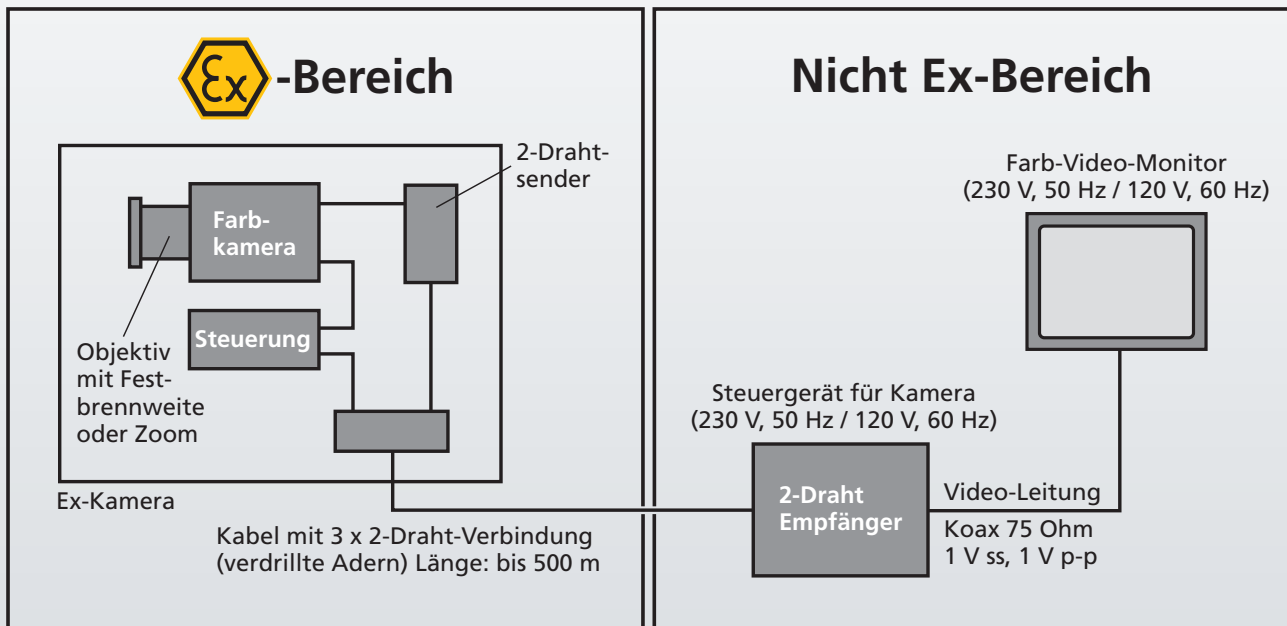 Ex-Bereich
2-Draht-
sender
Farb-
kamera
Steuerung
Objektiv
mit Fest-
brennweite
oder Zoom
Ex-Kamera
Kabel mit 3 x 2-Draht-Verbindung
(verdrillte Adern) Länge: bis 500 m
Nicht Ex-Bereich
Farb-Video-Monitor
(230 V, 50 Hz / 120 V, 60 Hz)
Steuergerät für Kamera
(230 V, 50 Hz / 120 V, 60 Hz)
2-Draht
Empfänger
Video-Leitung
Koax 75 Ohm
1 V ss, 1 V p-p